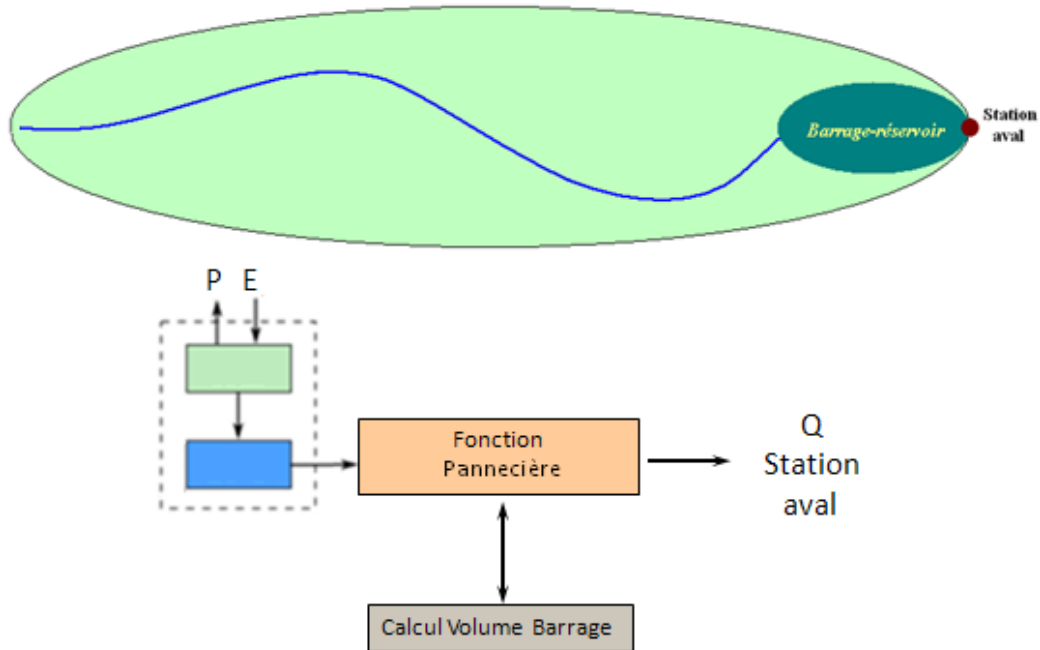 Barrage-réservoir
Station
aval
P E
Fonction
Pannecière
Q
Station
aval
Calcul Volume Barrage